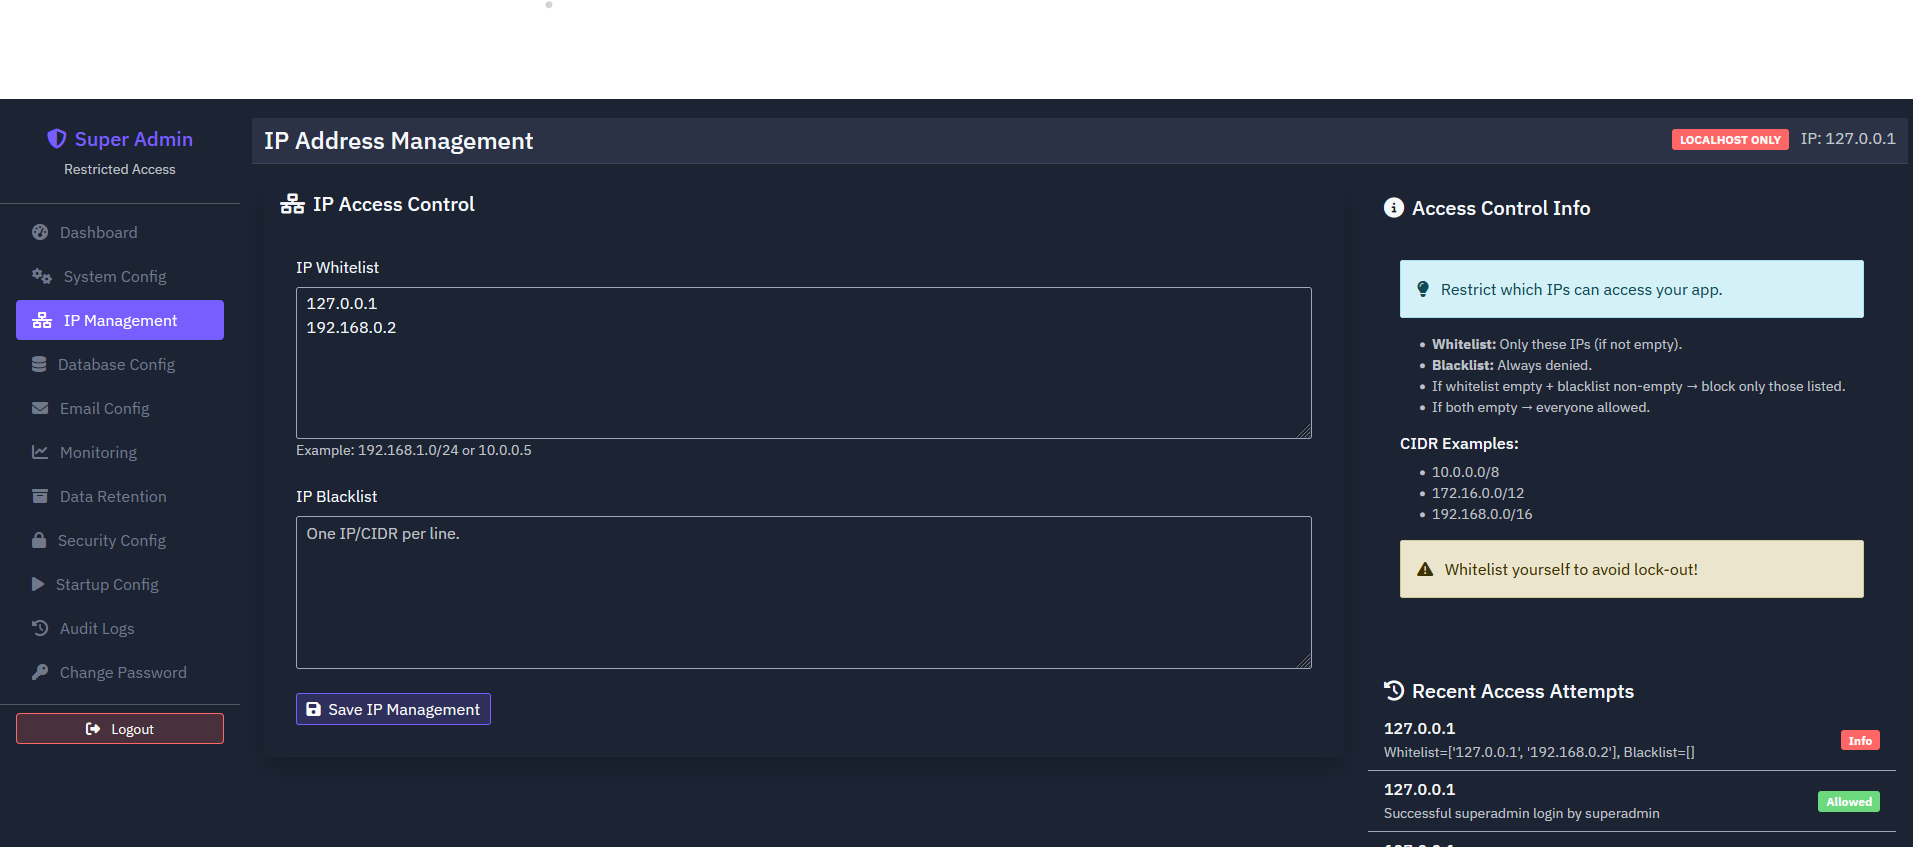 Super Admin
Restricted Access
Dashboard
System Config
IP Management
Database Config
Email Config
Monitoring
Data Retention
Security Config
Startup Config
Audit Logs
Change Password
Logout
IP Address Management
LOCALHOST ONLY IP: 127.0.0.1
IP Access Control
IP Whitelist
127.0.0.1
192.168.0.2
Example: 192.168.1.0/24 or 10.0.0.5
IP Blacklist
One IP/CIDR per line.
Save IP Management
Access Control Info
Restrict which IPs can access your app.
• Whitelist: Only these IPs (if not empty).
• Blacklist: Always denied.
• If whitelist empty + blacklist non-empty → block only those listed.
• If both empty → everyone allowed.
CIDR Examples:
• 10.0.0.0/8
• 172.16.0.0/12
• 192.168.0.0/16
Whitelist yourself to avoid lock-out!
Recent Access Attempts
127.0.0.1
Whitelist=['127.0.0.1', '192.168.0.2'], Blacklist=[]
Info
127.0.0.1
Successful superadmin login by superadmin
Allowed